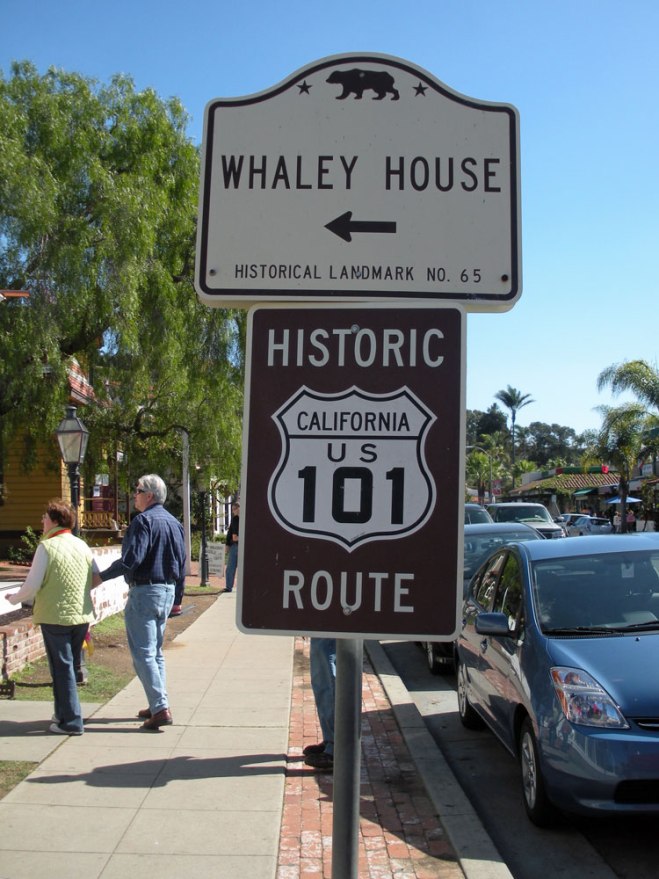 WHALEY HOUSE
HISTORICAL LANDMARK NO. 65
HISTORIC
CALIFORNIA
US
101
ROUTE